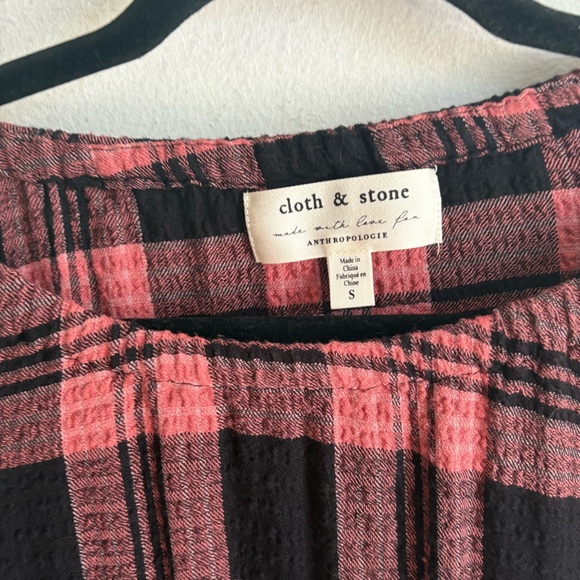 cloth & stone
made with love for
ANTHROPOLOGIE
Made in
China
Fabriqué en
Chine
S